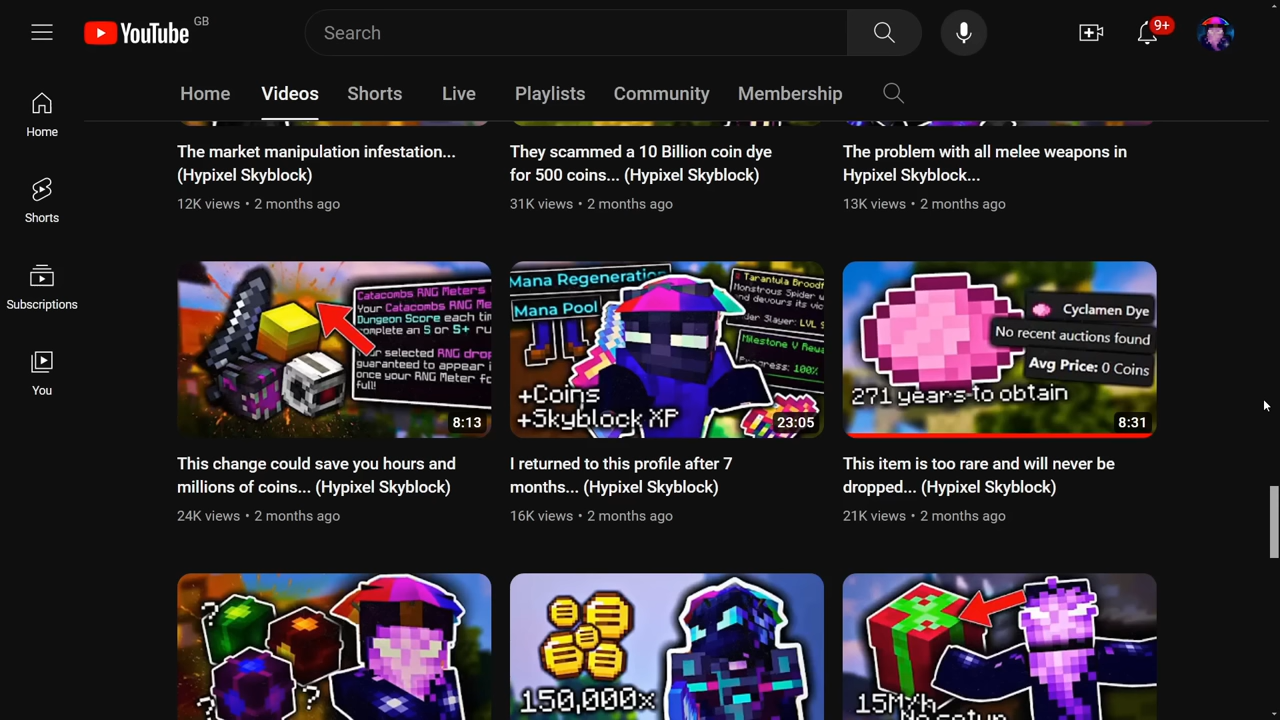 YouTube GB
Search
9+
Home Videos Shorts Live Playlists Community Membership
Home
Shorts
Subscriptions
You
The market manipulation infestation...
(Hypixel Skyblock)
12K views • 2 months ago
They scammed a 10 Billion coin dye
for 500 coins... (Hypixel Skyblock)
31K views • 2 months ago
The problem with all melee weapons in
Hypixel Skyblock...
13K views • 2 months ago
Catacombs RNG Meters
Your Catacombs RNG Me
Dungeon Score each tim
complete an S or S+ ru
Your selected RNG drop
guaranteed to appear i
once your RNG Meter fo
full!
8:13
This change could save you hours and
millions of coins... (Hypixel Skyblock)
24K views • 2 months ago
Mana Regeneration
Mana Pool
Tarantula Broodf
Monstrous Spider w
and devours its vic
der Slayer: LVL
Milestone V Rewa
Progress: 100%
+Coins
+Skyblock XP
23:05
I returned to this profile after 7
months... (Hypixel Skyblock)
16K views • 2 months ago
Cyclamen Dye
No recent auctions found
Avg Price: 0 Coins
271 years to obtain
8:31
This item is too rare and will never be
dropped... (Hypixel Skyblock)
21K views • 2 months ago
? ?
150,000x
15M/h
No setup